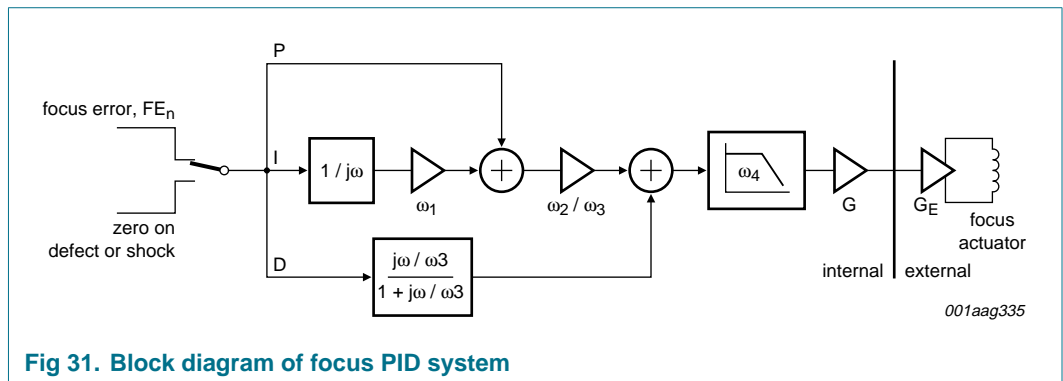 P
focus error, FEn
I
1 / jω
ω1
ω2 / ω3
ω4
G
GE
focus
actuator
zero on
defect or shock
D
jω / ω3
1 + jω / ω3
internal
external
001aag335
Fig 31. Block diagram of focus PID system